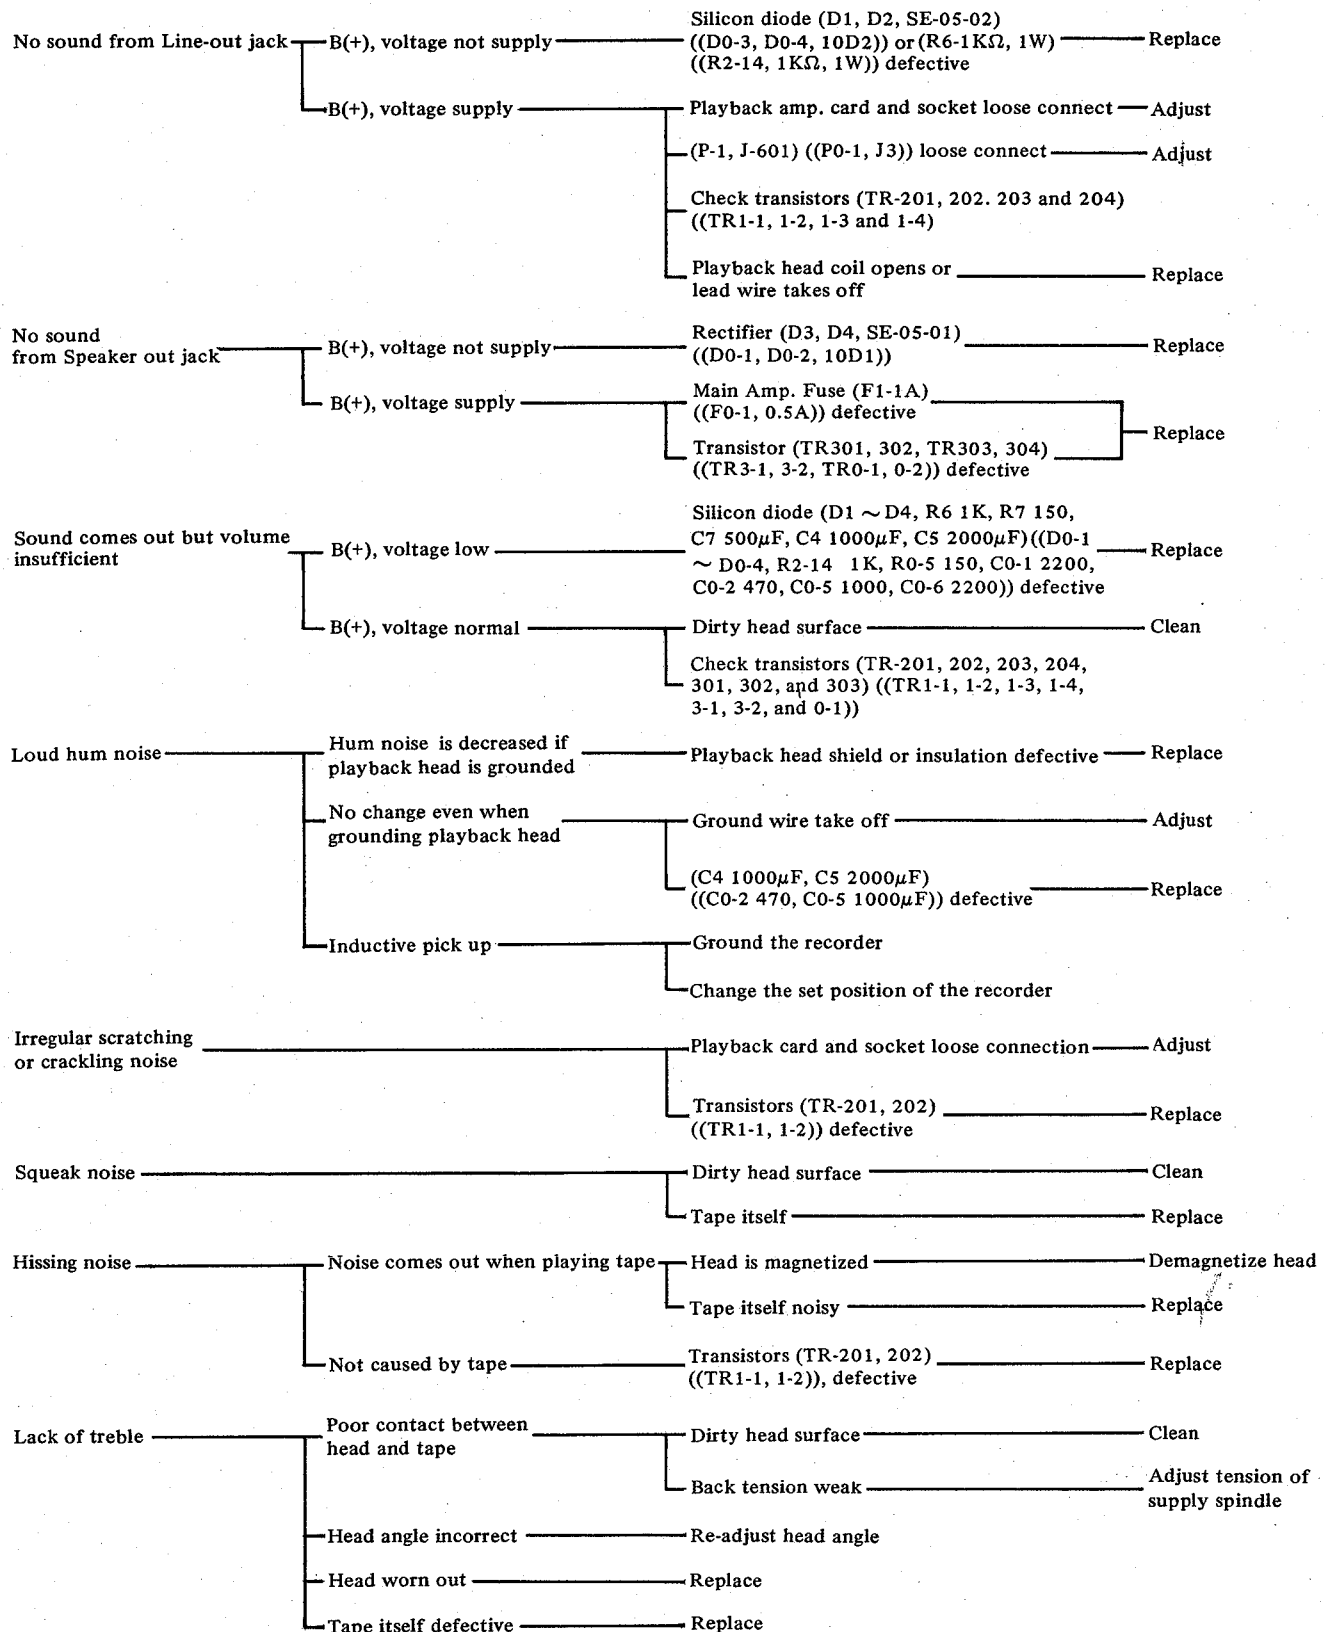 No sound from Line-out jack
B(+), voltage not supply
Silicon diode (D1, D2, SE-05-02)
((D0-3, D0-4, 10D2)) or (R6-1KΩ, 1W)
((R2-14, 1KΩ, 1W)) defective
Replace
B(+), voltage supply
Playback amp. card and socket loose connect
Adjust
(P-1, J-601) ((P0-1, J3)) loose connect
Adjust
Check transistors (TR-201, 202. 203 and 204)
((TR1-1, 1-2, 1-3 and 1-4)
Playback head coil opens or
lead wire takes off
Replace
No sound
from Speaker out jack
B(+), voltage not supply
Rectifier (D3, D4, SE-05-01)
((D0-1, D0-2, 10D1))
Replace
B(+), voltage supply
Main Amp. Fuse (F1-1A)
((F0-1, 0.5A)) defective
Transistor (TR301, 302, TR303, 304)
((TR3-1, 3-2, TR0-1, 0-2)) defective
Replace
Sound comes out but volume
insufficient
B(+), voltage low
Silicon diode (D1 ~ D4, R6 1K, R7 150,
C7 500μF, C4 1000μF, C5 2000μF)((D0-1
~ D0-4, R2-14 1K, R0-5 150, C0-1 2200,
C0-2 470, C0-5 1000, C0-6 2200)) defective
Replace
B(+), voltage normal
Dirty head surface
Clean
Check transistors (TR-201, 202, 203, 204,
301, 302, and 303) ((TR1-1, 1-2, 1-3, 1-4,
3-1, 3-2, and 0-1))
Loud hum noise
Hum noise is decreased if
playback head is grounded
Playback head shield or insulation defective
Replace
No change even when
grounding playback head
Ground wire take off
Adjust
(C4 1000μF, C5 2000μF)
((C0-2 470, C0-5 1000μF)) defective
Replace
Inductive pick up
Ground the recorder
Change the set position of the recorder
Irregular scratching
or crackling noise
Playback card and socket loose connection
Adjust
Transistors (TR-201, 202)
((TR1-1, 1-2)) defective
Replace
Squeak noise
Dirty head surface
Clean
Tape itself
Replace
Hissing noise
Noise comes out when playing tape
Head is magnetized
Demagnetize head
Tape itself noisy
Replace
Not caused by tape
Transistors (TR-201, 202)
((TR1-1, 1-2)), defective
Replace
Lack of treble
Poor contact between
head and tape
Dirty head surface
Clean
Back tension weak
Adjust tension of
supply spindle
Head angle incorrect
Re-adjust head angle
Head worn out
Replace
Tape itself defective
Replace